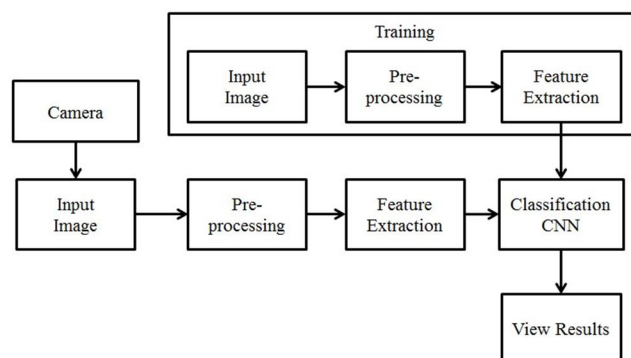 Training
Input
Image
Pre-
processing
Feature
Extraction
Camera
Input
Image
Pre-
processing
Feature
Extraction
Classification
CNN
View Results